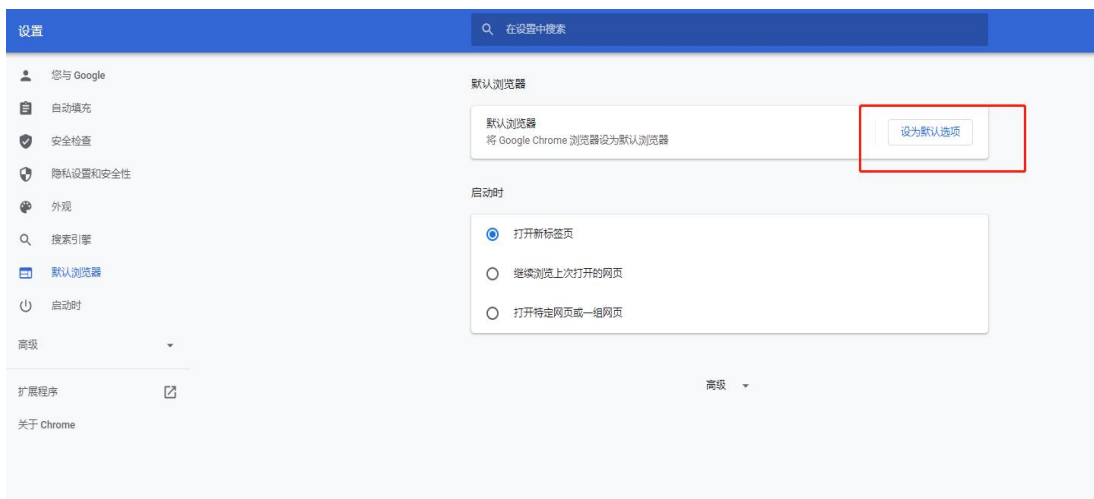 设置
在设置中搜索
您与 Google
自动填充
安全检查
隐私设置和安全性
外观
搜索引擎
默认浏览器
启动时
高级
扩展程序
关于 Chrome
默认浏览器
默认浏览器
将 Google Chrome 浏览器设为默认浏览器
设为默认选项
启动时
打开新标签页
继续浏览上次打开的网页
打开特定网页或一组网页
高级